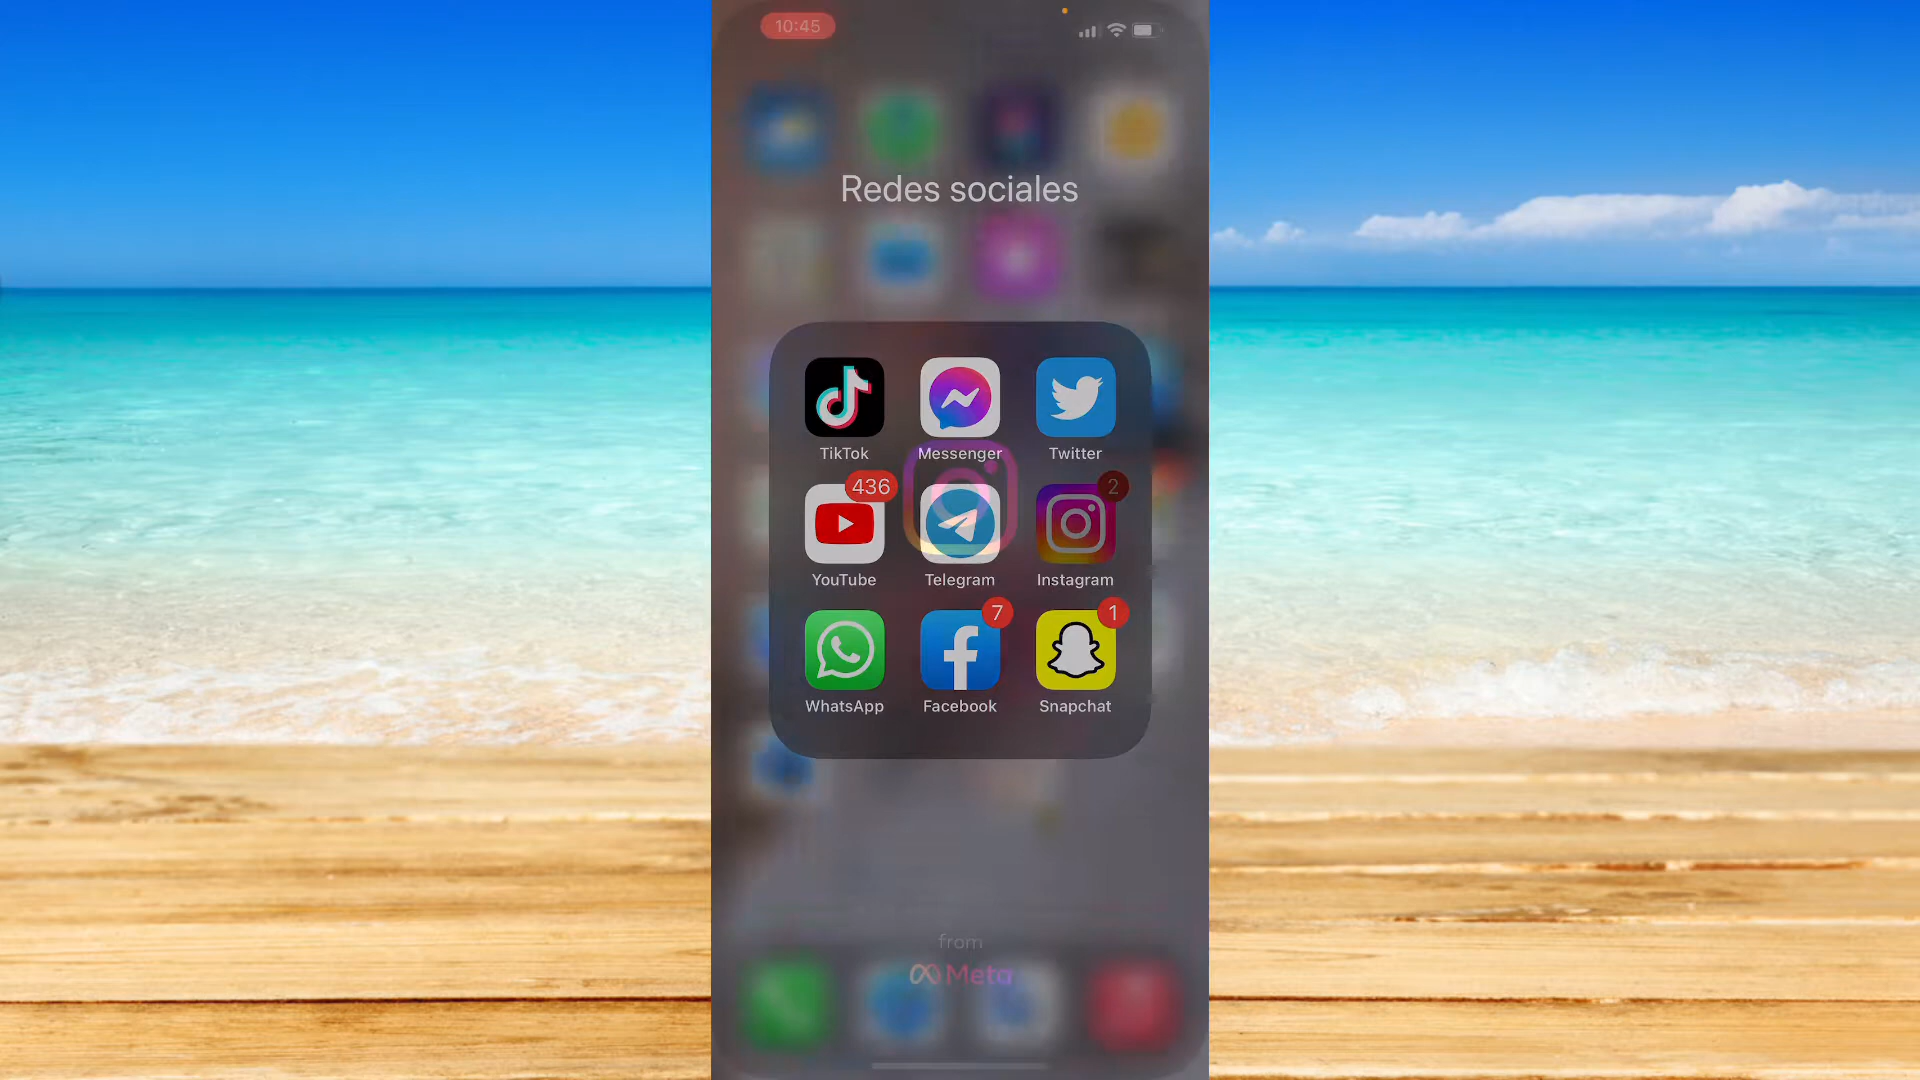 10:45
Redes sociales
TikTok
Messenger
Twitter
436
2
YouTube
Telegram
Instagram
7
1
WhatsApp
Facebook
Snapchat
from
Meta